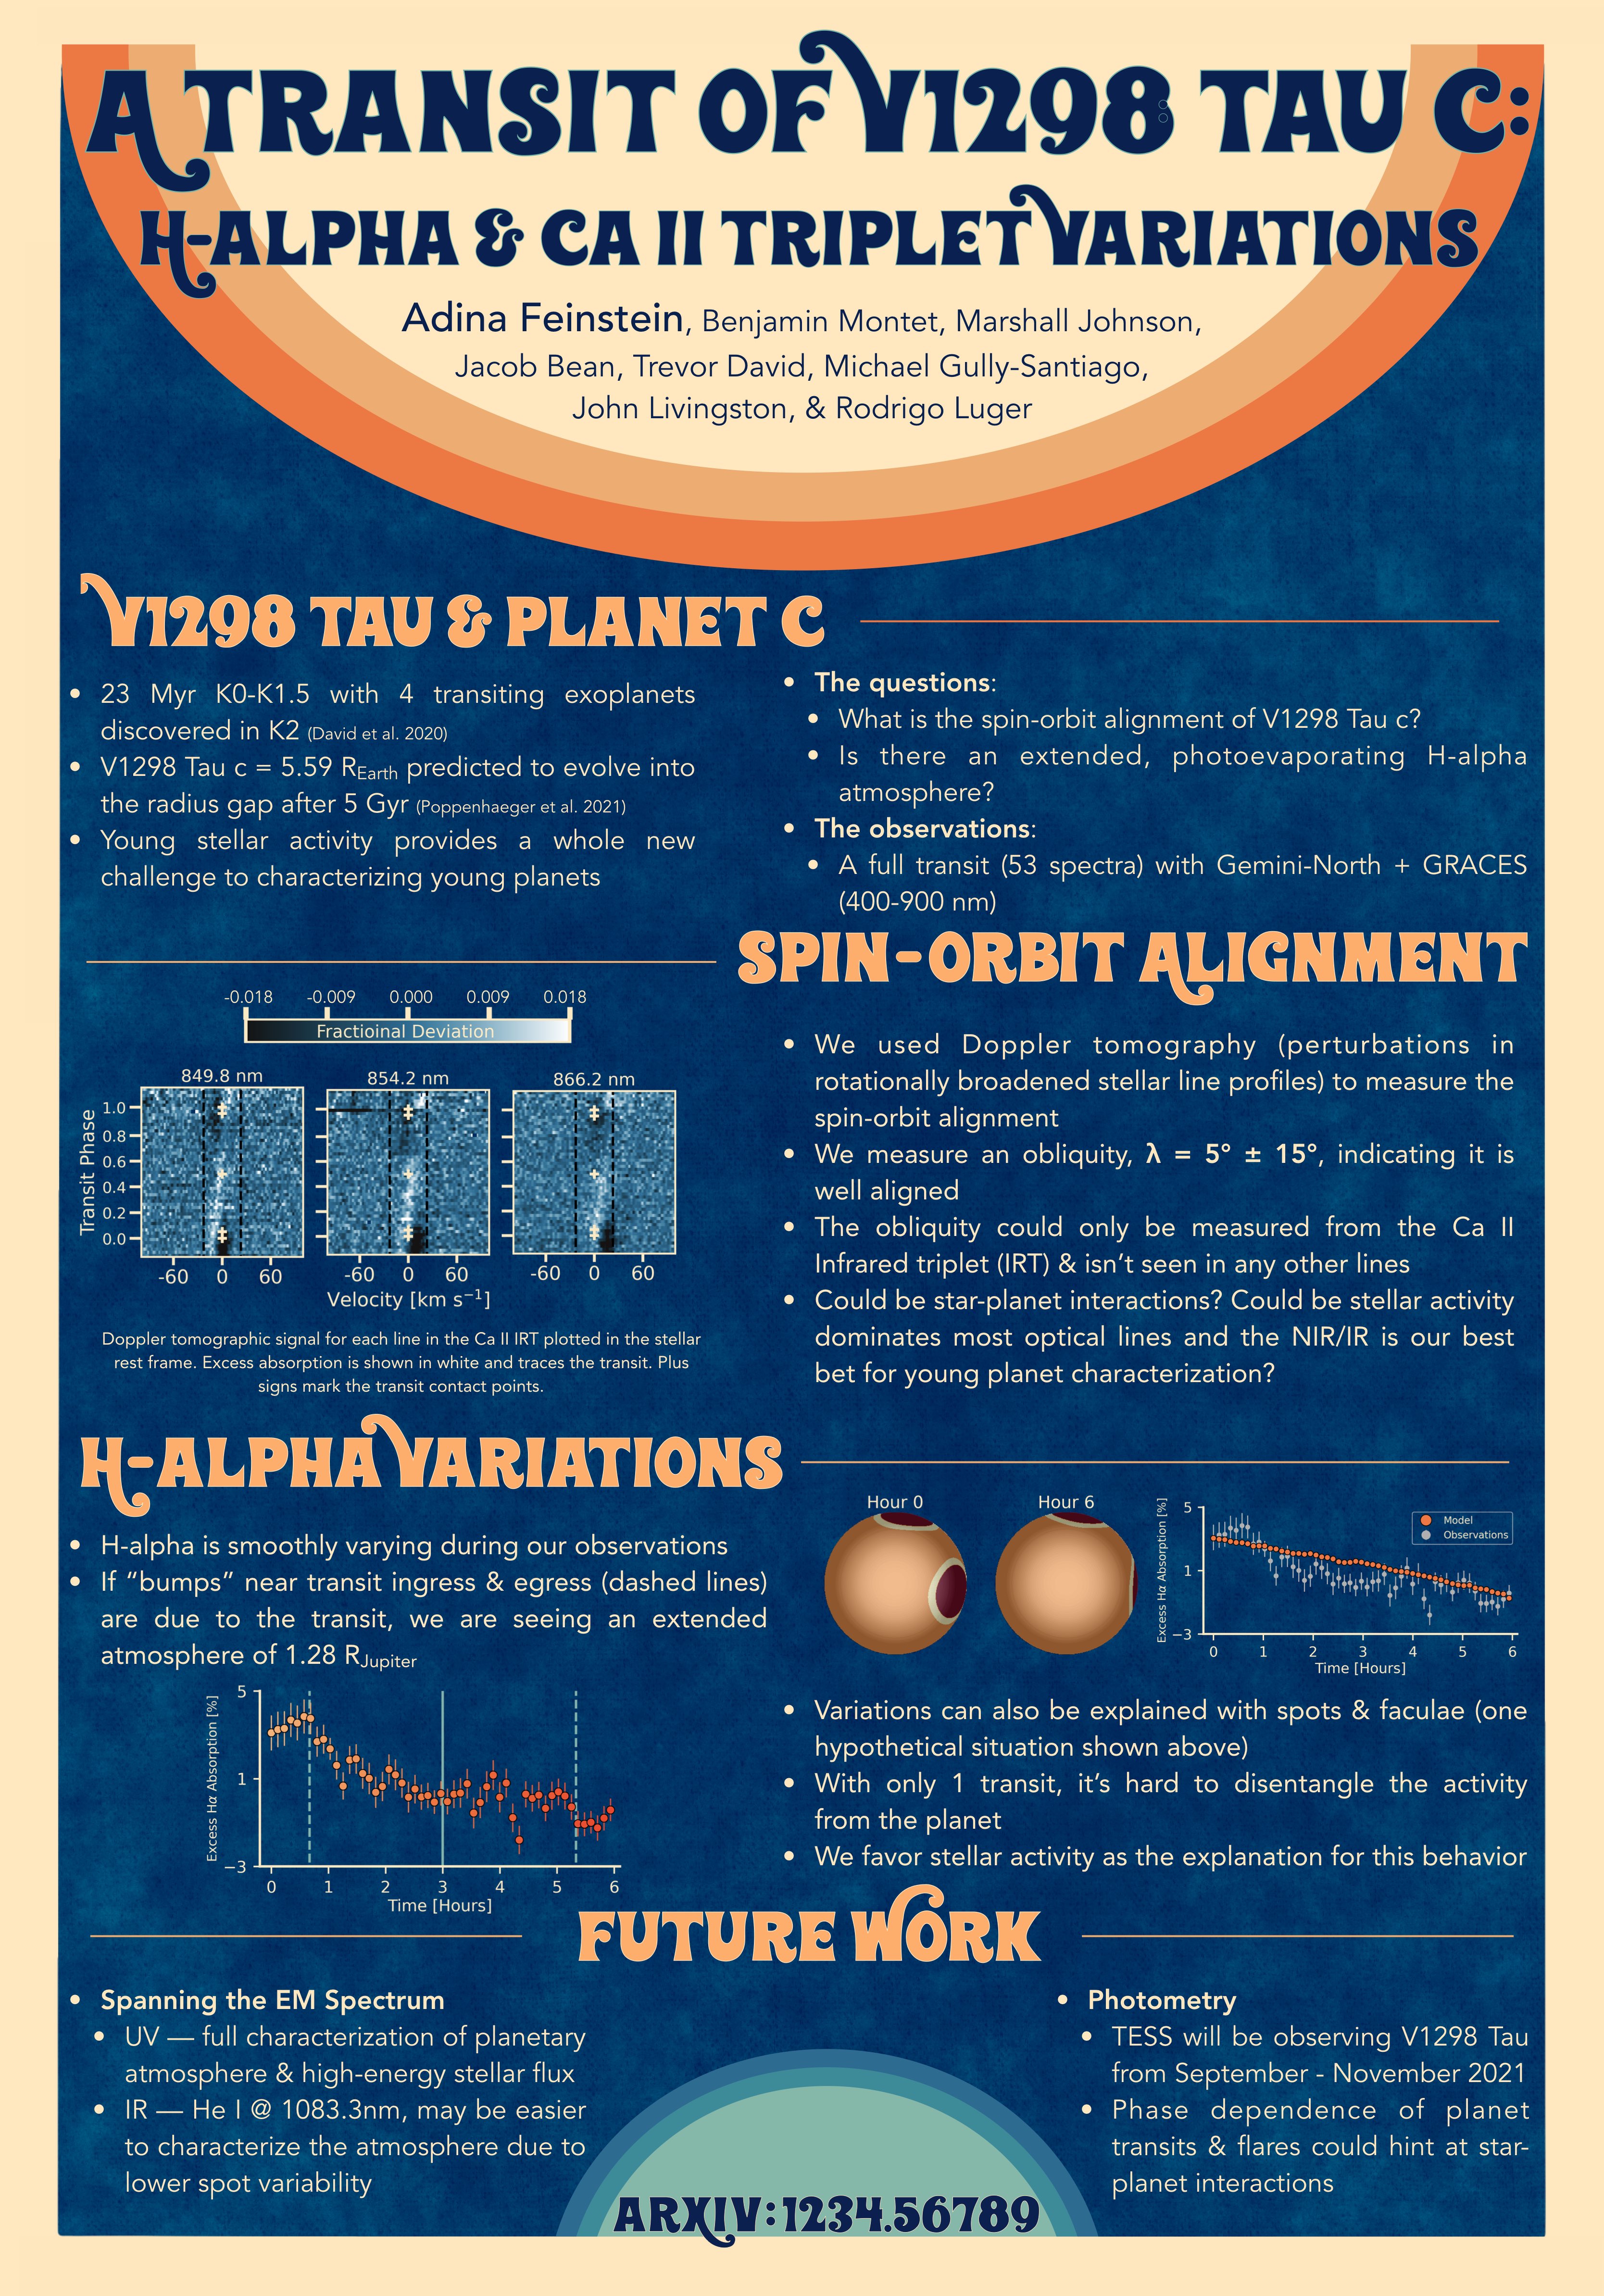 A TRANSIT OF V1298 TAU C:
H-ALPHA & CA II TRIPLET VARIATIONS
Adina Feinstein, Benjamin Montet, Marshall Johnson,
Jacob Bean, Trevor David, Michael Gully-Santiago,
John Livingston, & Rodrigo Luger
V1298 TAU & PLANET C
• 23 Myr K0-K1.5 with 4 transiting exoplanets
discovered in K2 (David et al. 2020)
• V1298 Tau c = 5.59 REarth predicted to evolve into
the radius gap after 5 Gyr (Poppenhaeger et al. 2021)
• Young stellar activity provides a whole new
challenge to characterizing young planets
• The questions:
• What is the spin-orbit alignment of V1298 Tau c?
• Is there an extended, photoevaporating H-alpha
atmosphere?
• The observations:
• A full transit (53 spectra) with Gemini-North + GRACES
(400-900 nm)
SPIN-ORBIT ALIGNMENT
-0.018 -0.009 0.000 0.009 0.018
Fractioinal Deviation
849.8 nm 854.2 nm 866.2 nm
Transit Phase
1.0
0.8
0.6
0.4
0.2
0.0
-60 0 60 -60 0 60 -60 0 60
Velocity [km s⁻¹]
Doppler tomographic signal for each line in the Ca II IRT plotted in the stellar
rest frame. Excess absorption is shown in white and traces the transit. Plus
signs mark the transit contact points.
• We used Doppler tomography (perturbations in
rotationally broadened stellar line profiles) to measure the
spin-orbit alignment
• We measure an obliquity, λ = 5° ± 15°, indicating it is
well aligned
• The obliquity could only be measured from the Ca II
Infrared triplet (IRT) & isn't seen in any other lines
• Could be star-planet interactions? Could be stellar activity
dominates most optical lines and the NIR/IR is our best
bet for young planet characterization?
H-ALPHA VARIATIONS
• H-alpha is smoothly varying during our observations
• If “bumps” near transit ingress & egress (dashed lines)
are due to the transit, we are seeing an extended
atmosphere of 1.28 RJupiter
Excess Hα Absorption [%]
5
1
−3
0 1 2 3 4 5 6
Time [Hours]
Hour 0 Hour 6
Excess Hα Absorption [%]
5
1
−3
Model
Observations
0 1 2 3 4 5 6
Time [Hours]
• Variations can also be explained with spots & faculae (one
hypothetical situation shown above)
• With only 1 transit, it's hard to disentangle the activity
from the planet
• We favor stellar activity as the explanation for this behavior
FUTURE WORK
• Spanning the EM Spectrum
• UV — full characterization of planetary
atmosphere & high-energy stellar flux
• IR — He I @ 1083.3nm, may be easier
to characterize the atmosphere due to
lower spot variability
• Photometry
• TESS will be observing V1298 Tau
from September - November 2021
• Phase dependence of planet
transits & flares could hint at star-
planet interactions
ARXIV:1234.56789